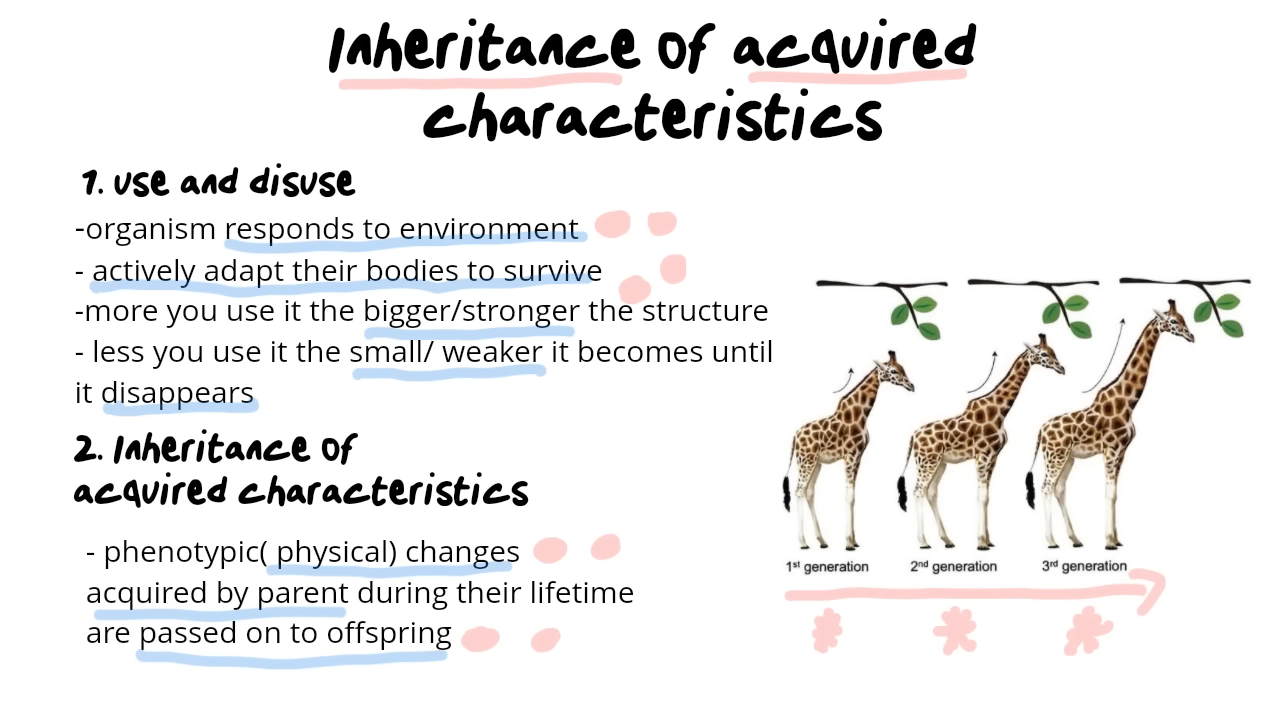 Inheritance of acquired
characteristics
1. use and disuse
-organism responds to environment
- actively adapt their bodies to survive
-more you use it the bigger/stronger the structure
- less you use it the small/ weaker it becomes until
it disappears
2. Inheritance of
acquired characteristics
- phenotypic( physical) changes
acquired by parent during their lifetime
are passed on to offspring
1st generation
2nd generation
3rd generation